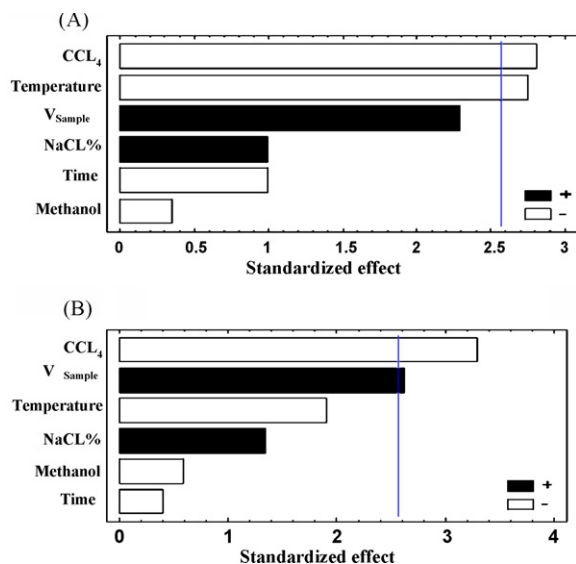 (A)
CCL4
Temperature
VSample
NaCL%
Time
Methanol
+
−
0 0.5 1 1.5 2 2.5 3
Standardized effect
(B)
CCL4
V Sample
Temperature
NaCL%
Methanol
Time
+
−
0 1 2 3 4
Standardized effect